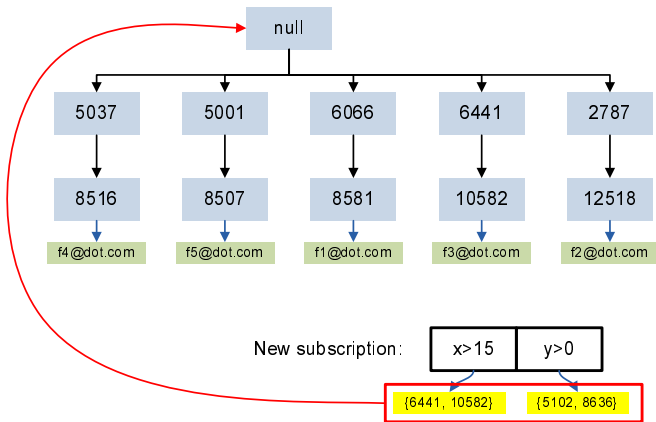 null
5037 5001 6066 6441 2787
8516 8507 8581 10582 12518
f4@dot.com f5@dot.com f1@dot.com f3@dot.com f2@dot.com
New subscription: x>15 y>0
{6441, 10582} {5102, 8636}